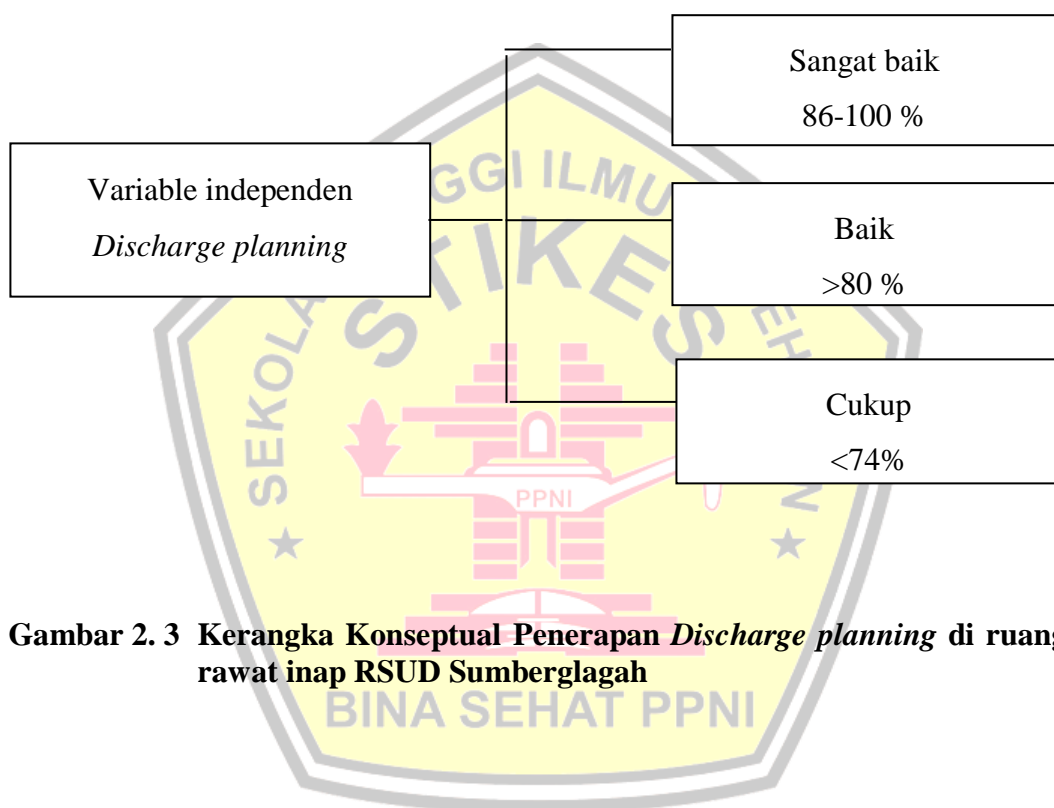 Sangat baik
86-100 %
Variable independen
Discharge planning
Baik
>80 %
Cukup
<74%
GGI ILMU
STIKES
SEKOLA
EH
N
PPNI
Gambar 2. 3 Kerangka Konseptual Penerapan Discharge planning di ruang
rawat inap RSUD Sumberglagah
BINA SEHAT PPNI